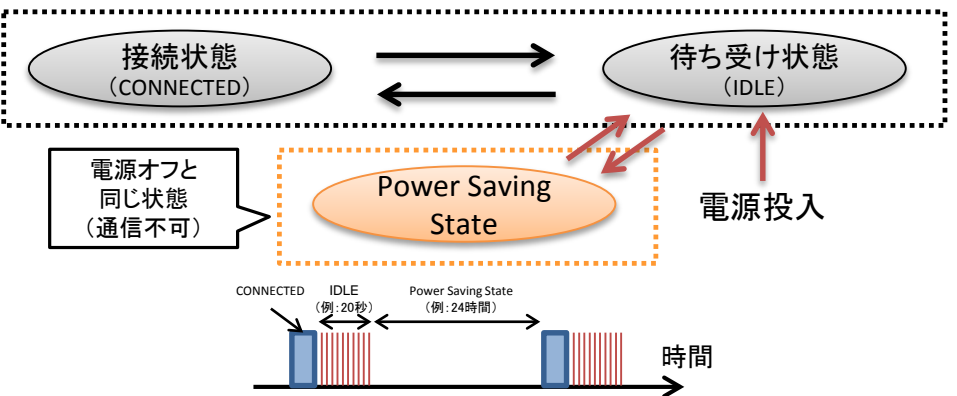 接続状態
（CONNECTED）
待ち受け状態
（IDLE）
電源オフと
同じ状態
（通信不可）
Power Saving
State
電源投入
CONNECTED
IDLE
（例：20秒）
Power Saving State
（例：24時間）
時間